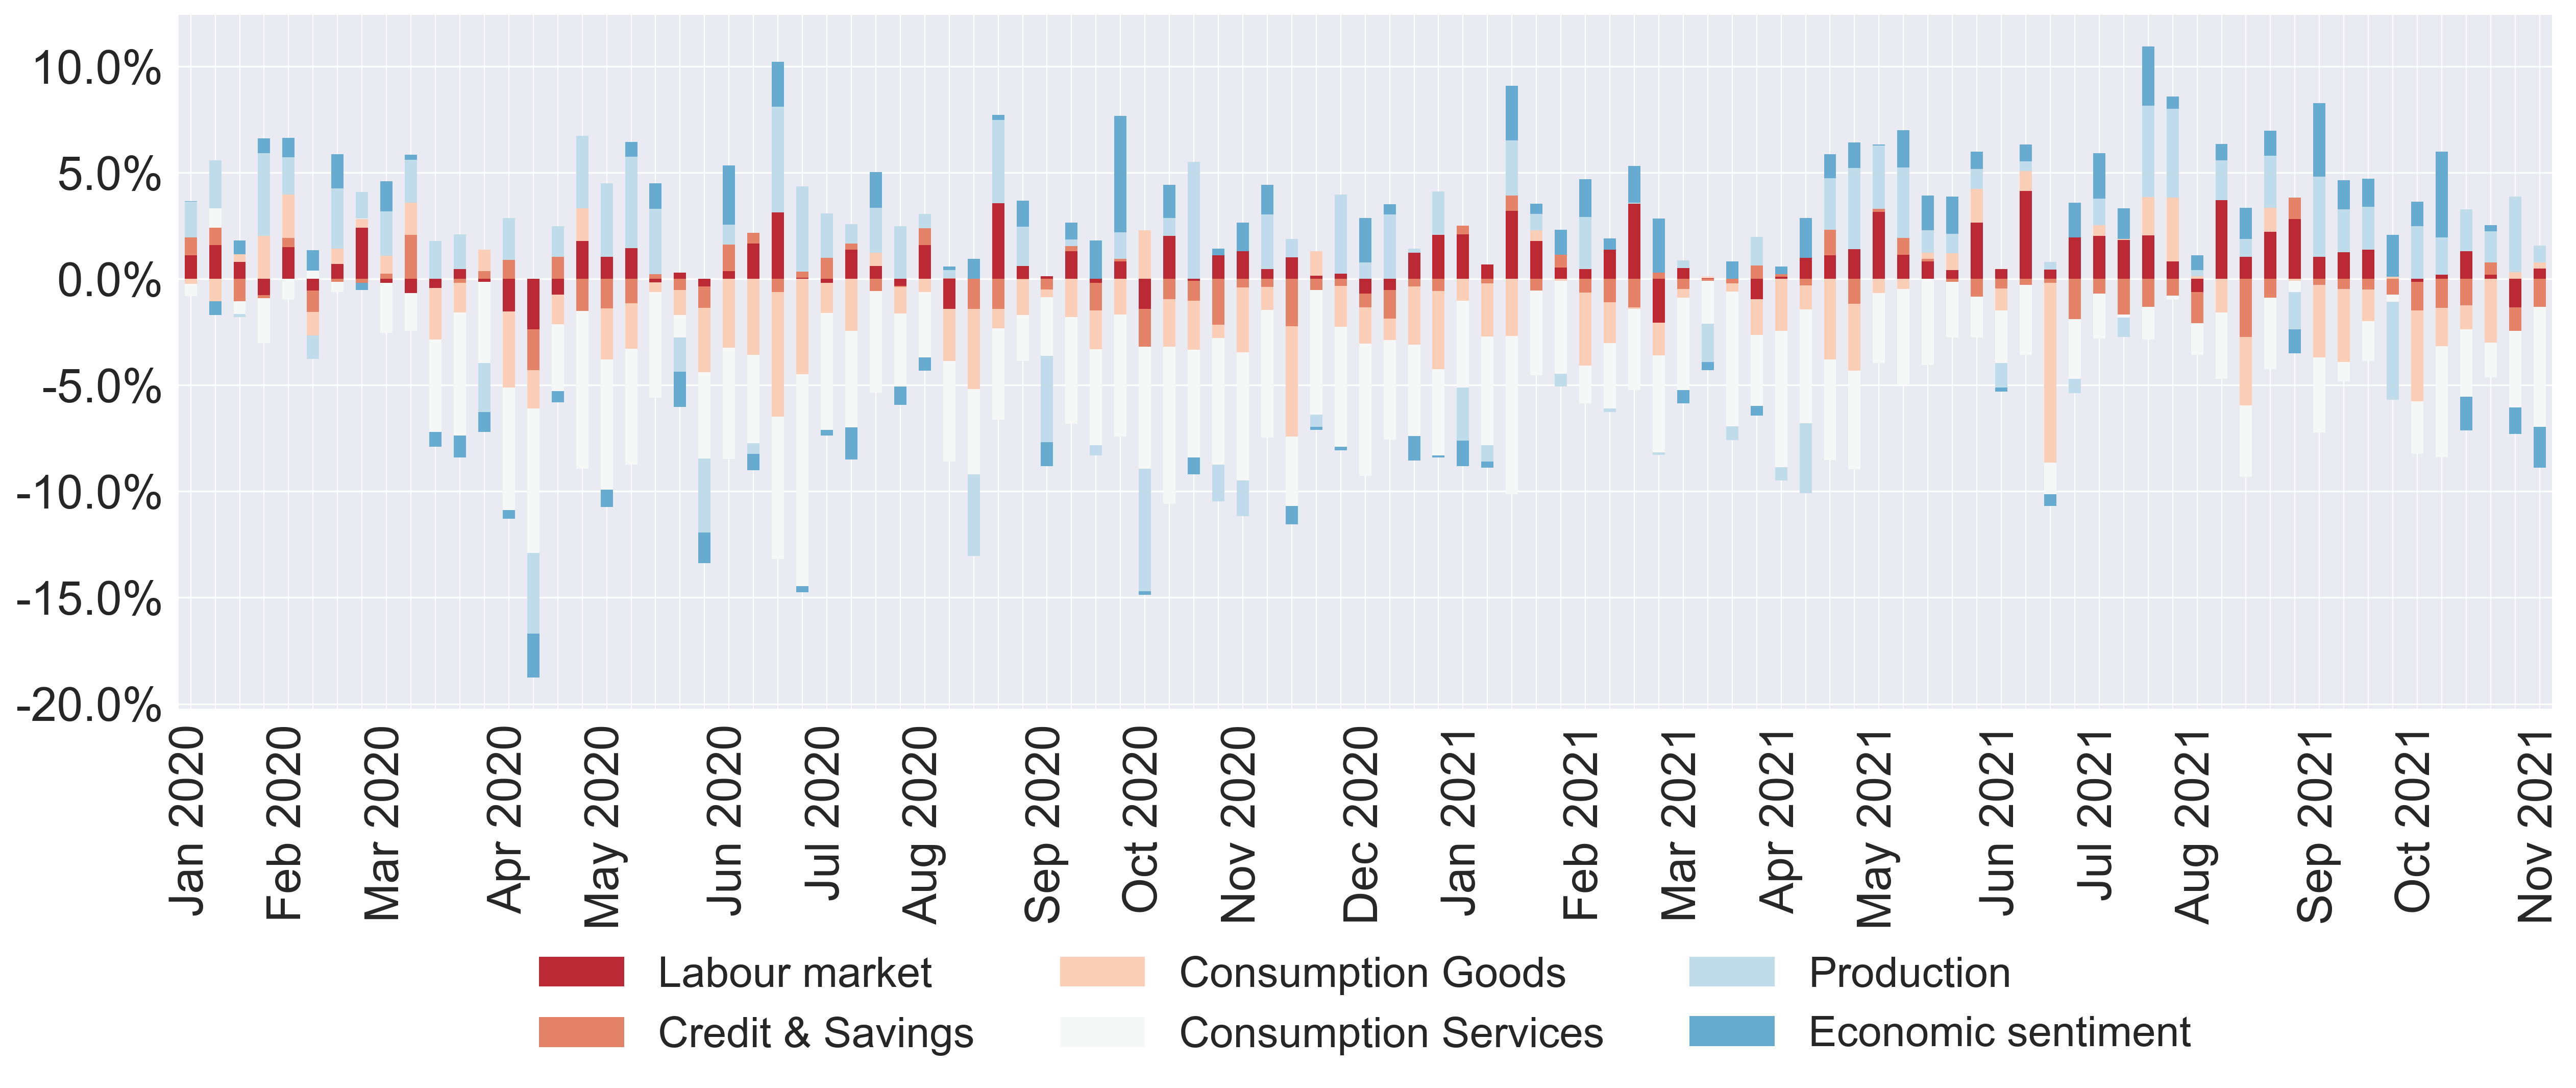 10.0%
5.0%
0.0%
-5.0%
-10.0%
-15.0%
-20.0%
Jan 2020
Feb 2020
Mar 2020
Apr 2020
May 2020
Jun 2020
Jul 2020
Aug 2020
Sep 2020
Oct 2020
Nov 2020
Dec 2020
Jan 2021
Feb 2021
Mar 2021
Apr 2021
May 2021
Jun 2021
Jul 2021
Aug 2021
Sep 2021
Oct 2021
Nov 2021
Labour market
Consumption Goods
Production
Credit & Savings
Consumption Services
Economic sentiment